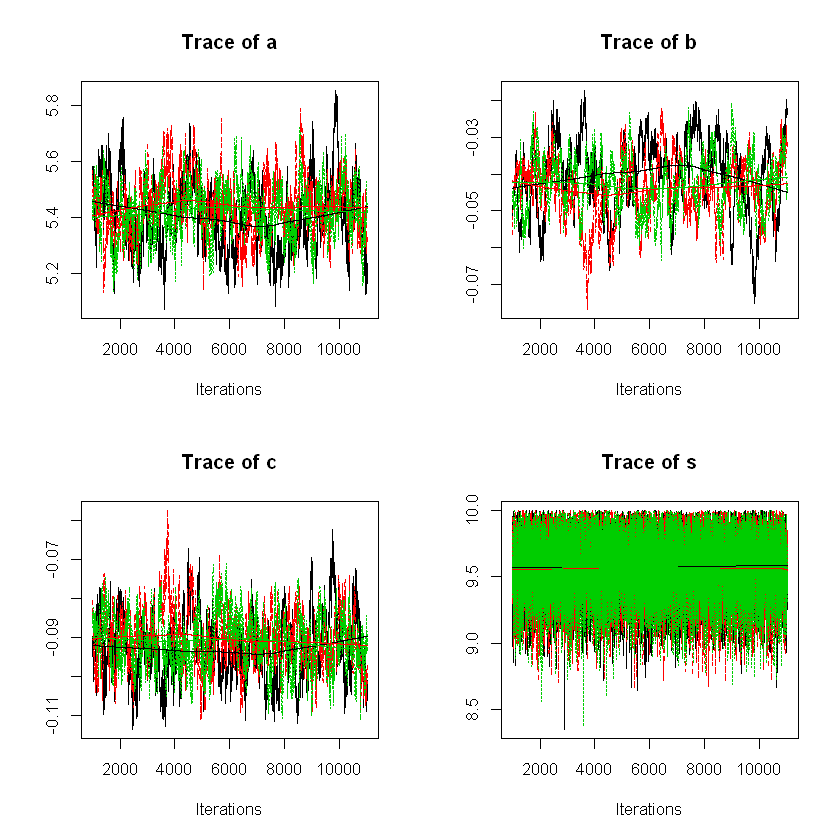 Trace of a
5.2 5.4 5.6 5.8
2000 4000 6000 8000 10000
Iterations
Trace of b
-0.07 -0.05 -0.03
2000 4000 6000 8000 10000
Iterations
Trace of c
-0.11 -0.09 -0.07
2000 4000 6000 8000 10000
Iterations
Trace of s
8.5 9.0 9.5 10.0
2000 4000 6000 8000 10000
Iterations